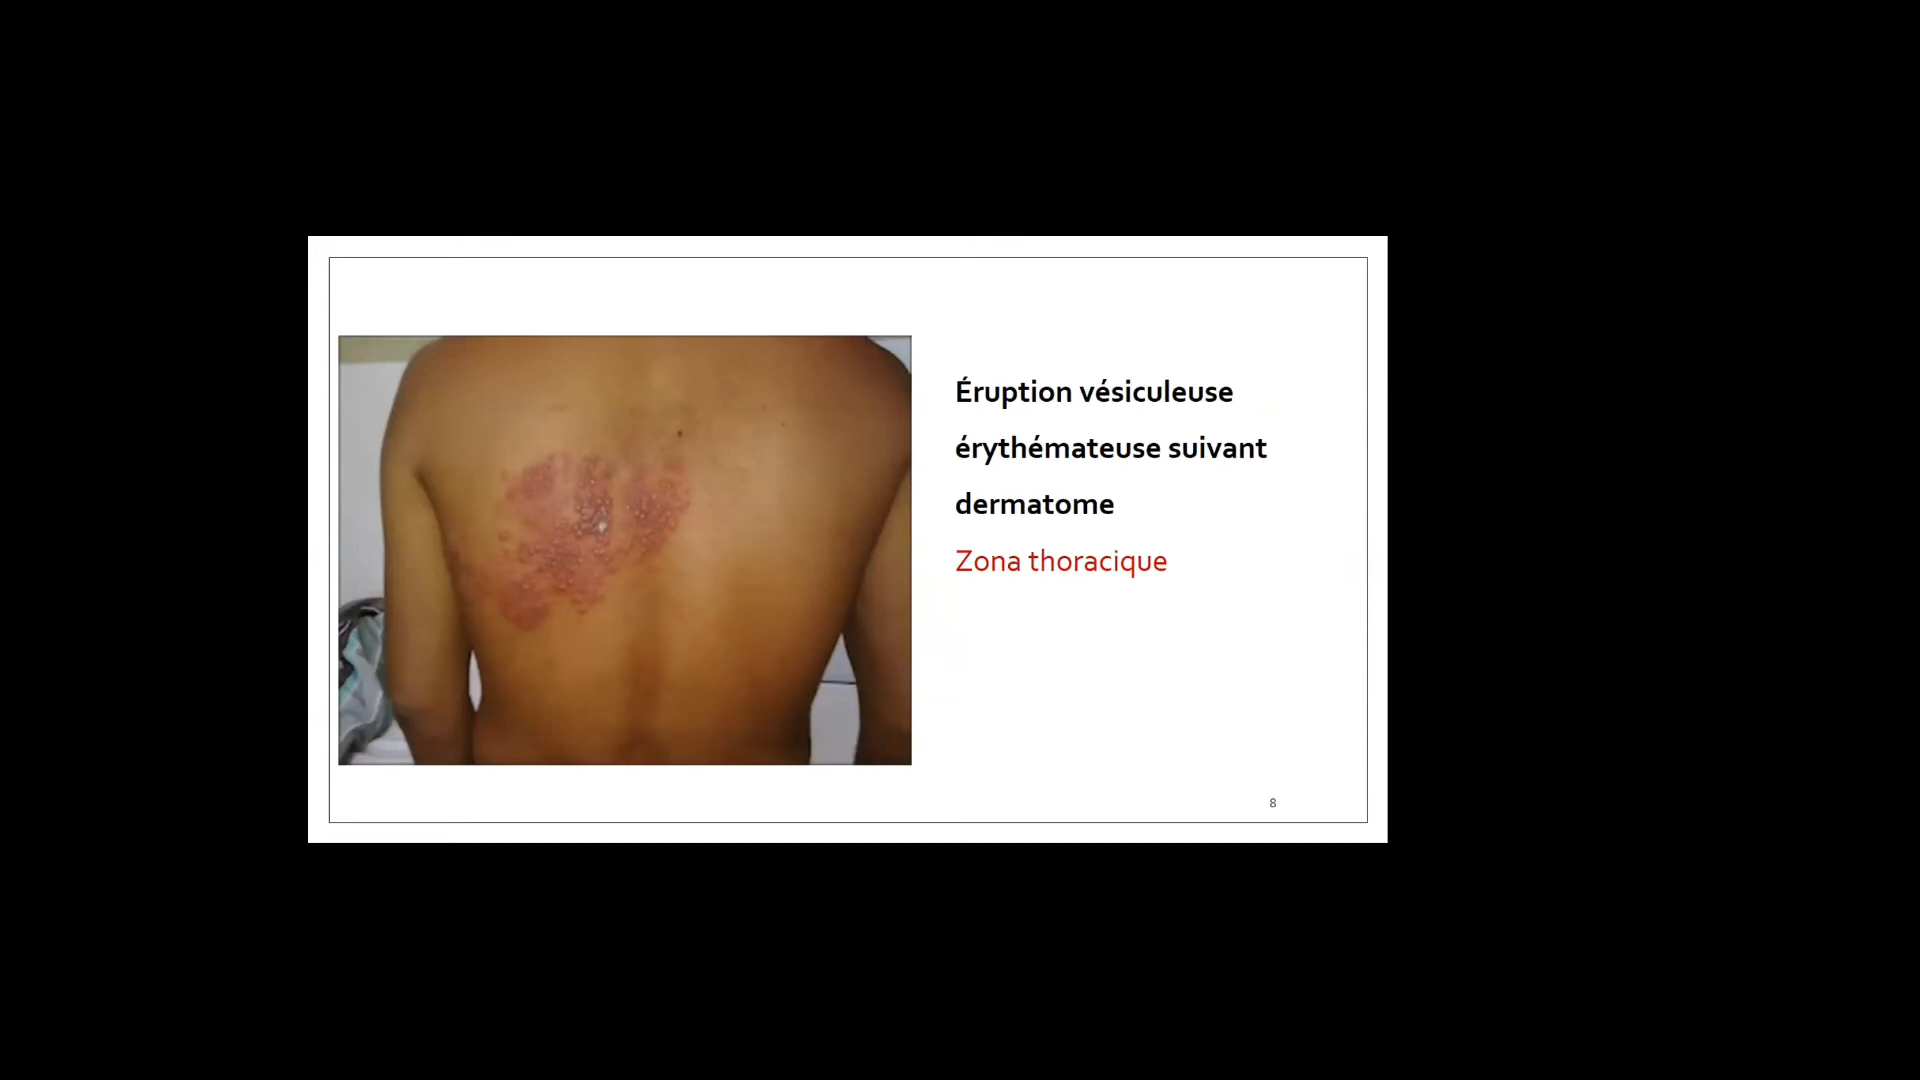 Éruption vésiculeuse
érythémateuse suivant
dermatome
Zona thoracique
8